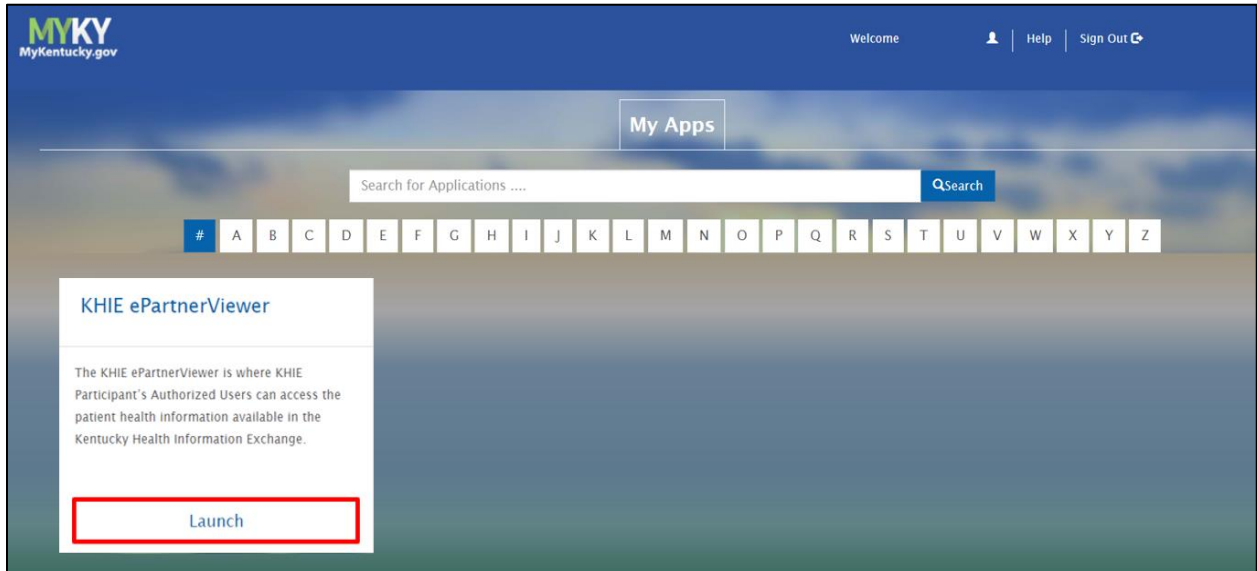 MYKY
MyKentucky.gov
Welcome
Help
Sign Out
My Apps
Search for Applications ....
Search
# A B C D E F G H I J K L M N O P Q R S T U V W X Y Z
KHIE ePartnerViewer
The KHIE ePartnerViewer is where KHIE
Participant's Authorized Users can access the
patient health information available in the
Kentucky Health Information Exchange.
Launch